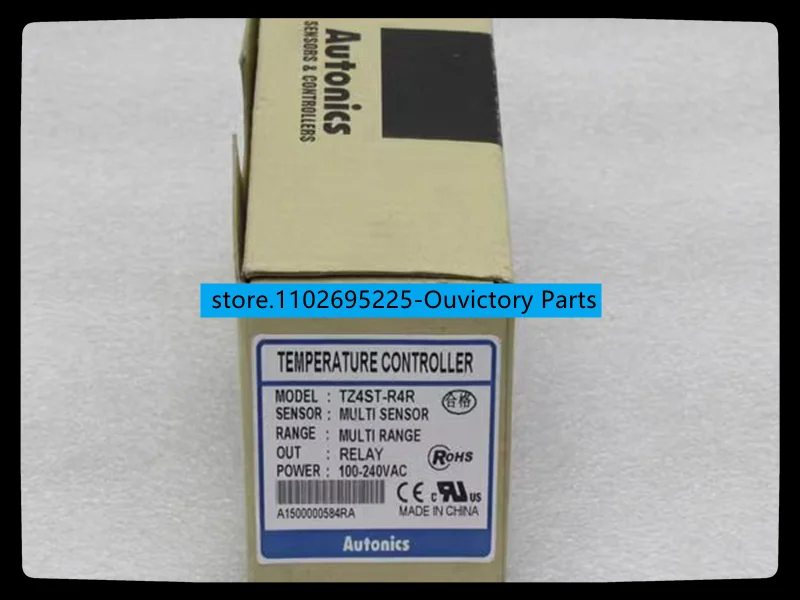 Autonics
SENSORS & CONTROLLERS
store.1102695225-Ouvictory Parts
TEMPERATURE CONTROLLER
MODEL : TZ4ST-R4R
合格
SENSOR : MULTI SENSOR
RANGE : MULTI RANGE
OUT : RELAY
RoHS
POWER : 100-240VAC
CE c RU US
A1500000584RA
MADE IN CHINA
Autonics